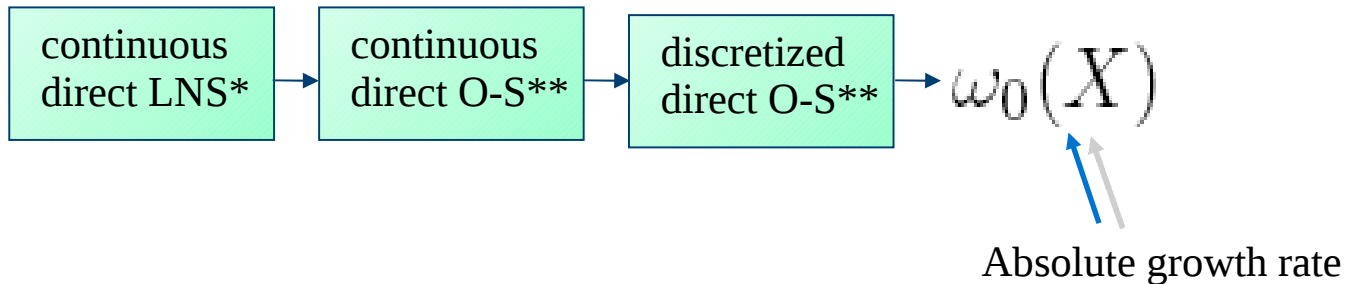 continuous
direct LNS*
continuous
direct O-S**
discretized
direct O-S**
ω₀(X)
Absolute growth rate